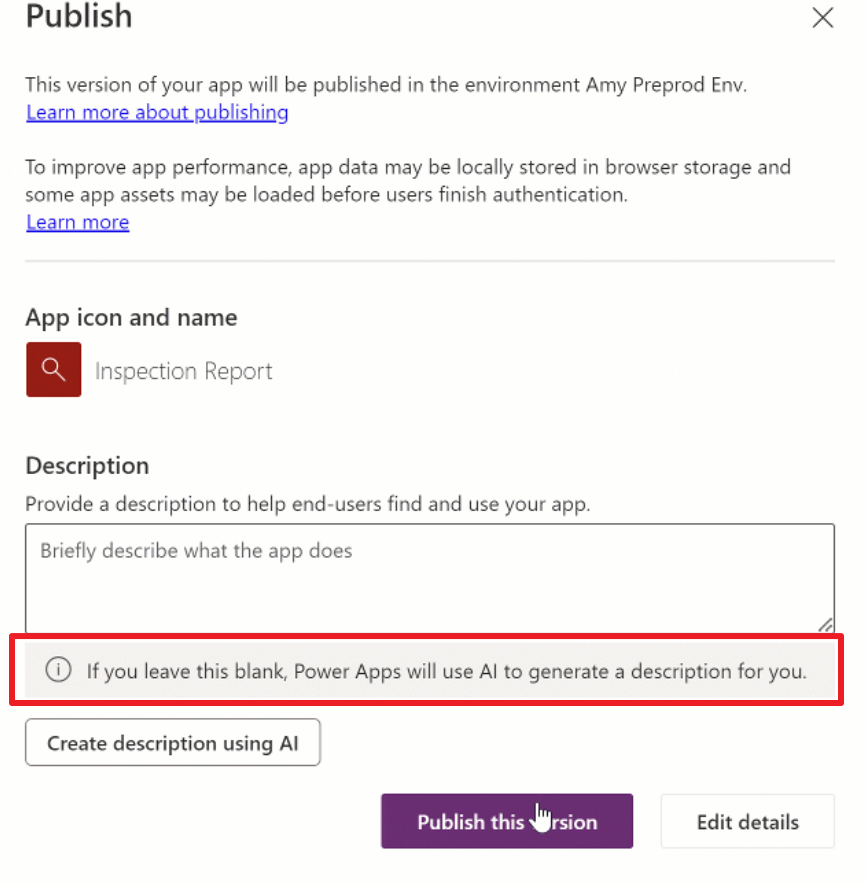 Publish
This version of your app will be published in the environment Amy Preprod Env.
Learn more about publishing
To improve app performance, app data may be locally stored in browser storage and
some app assets may be loaded before users finish authentication.
Learn more
App icon and name
Inspection Report
Description
Provide a description to help end-users find and use your app.
Briefly describe what the app does
If you leave this blank, Power Apps will use AI to generate a description for you.
Create description using AI
Publish this version
Edit details